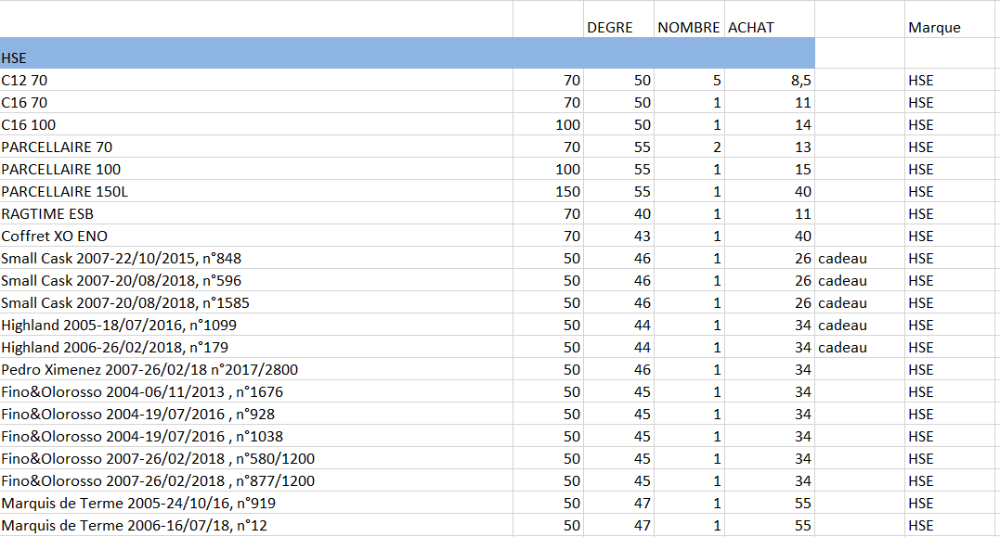 DEGRE NOMBRE ACHAT Marque
HSE
C12 70 70 50 5 8,5 HSE
C16 70 70 50 1 11 HSE
C16 100 100 50 1 14 HSE
PARCELLAIRE 70 70 55 2 13 HSE
PARCELLAIRE 100 100 55 1 15 HSE
PARCELLAIRE 150L 150 55 1 40 HSE
RAGTIME ESB 70 40 1 11 HSE
Coffret XO ENO 70 43 1 40 HSE
Small Cask 2007-22/10/2015, n°848 50 46 1 26 cadeau HSE
Small Cask 2007-20/08/2018, n°596 50 46 1 26 cadeau HSE
Small Cask 2007-20/08/2018, n°1585 50 46 1 26 cadeau HSE
Highland 2005-18/07/2016, n°1099 50 44 1 34 cadeau HSE
Highland 2006-26/02/2018, n°179 50 44 1 34 cadeau HSE
Pedro Ximenez 2007-26/02/18 n°2017/2800 50 46 1 34 HSE
Fino&Olorosso 2004-06/11/2013 , n°1676 50 45 1 34 HSE
Fino&Olorosso 2004-19/07/2016 , n°928 50 45 1 34 HSE
Fino&Olorosso 2004-19/07/2016 , n°1038 50 45 1 34 HSE
Fino&Olorosso 2007-26/02/2018 , n°580/1200 50 45 1 34 HSE
Fino&Olorosso 2007-26/02/2018 , n°877/1200 50 45 1 34 HSE
Marquis de Terme 2005-24/10/16, n°919 50 47 1 55 HSE
Marquis de Terme 2006-16/07/18, n°12 50 47 1 55 HSE